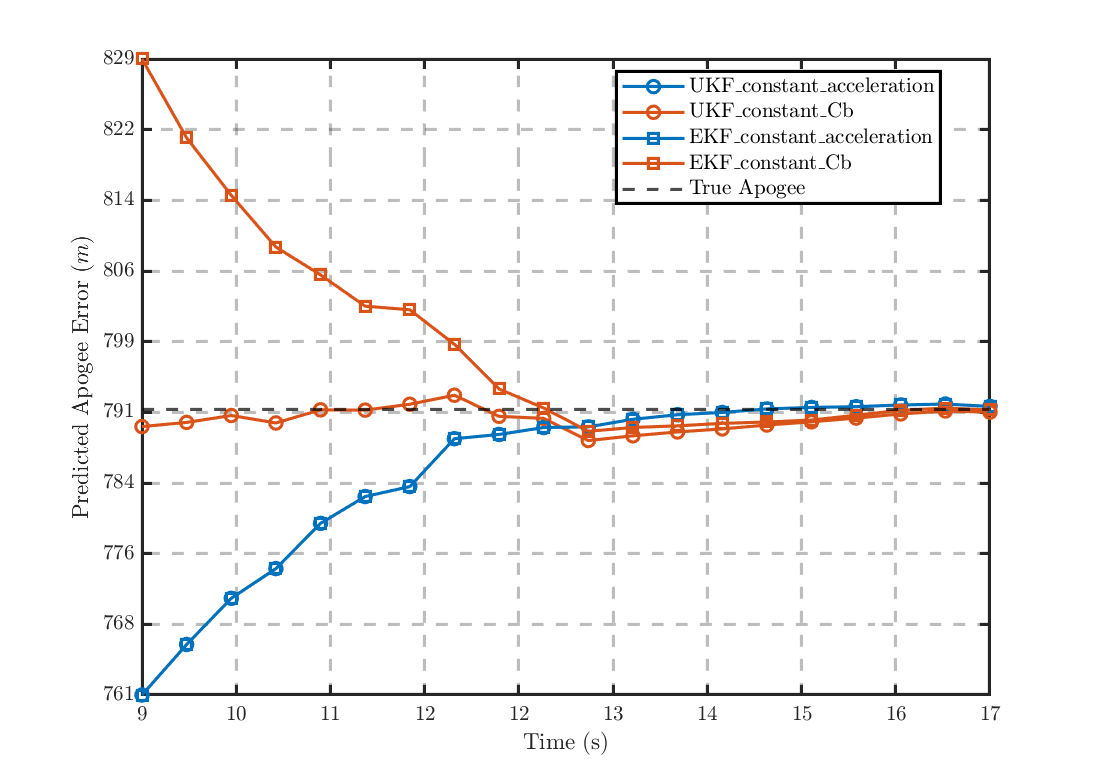 829
822
814
806
799
791
784
776
768
761
Predicted Apogee Error (m)
UKF_constant_acceleration
UKF_constant_Cb
EKF_constant_acceleration
EKF_constant_Cb
True Apogee
9 10 11 12 12 13 14 15 16 17
Time (s)